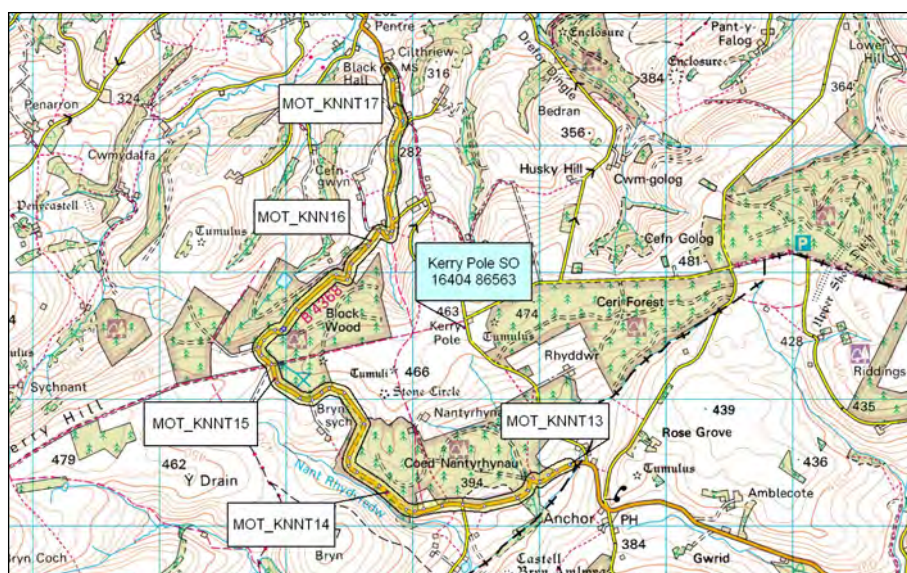 Pentre
Cilthriew
MS
Black
Hall
316
Drefor Dingle
Enclosure
384
Pant-y-
Falog
Enclosure
Lower
Hill
364
Penarron
324
MOT_KNNT17
Bedran
356
Cwmydalfa
282
Cefn
gwyn
Husky Hill
Cwm-golog
Penycastell
Tumulus
MOT_KNN16
Cefn Golog
481
P
Kerry Pole SO
16404 86563
B4368
Block
Wood
463
Kerry
Pole
474
Tumulus
Ceri Forest
428
Rhyddwr
Riddings
Sychnant
Tumuli
466
Stone Circle
435
Kerry Hill
MOT_KNNT15
Bryn
sych
Nantyrhynau
MOT_KNNT13
439
Rose Grove
479
462
Y Drain
Nant Rhydyfedw
Coed Nantyrhynau
394
Tumulus
436
Amblecote
MOT_KNNT14
Anchor
PH
Bryn Coch
Bryn
384
Castell
Gwrid